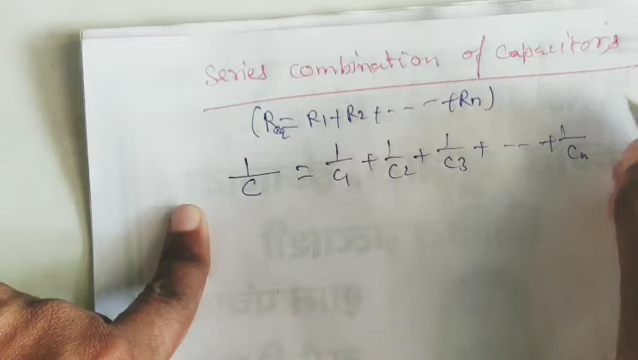 Series combination of capacitors
(Req = R1+R2+ - - - +Rn)
1/C = 1/C1 + 1/C2 + 1/C3 + - - - + 1/Cn